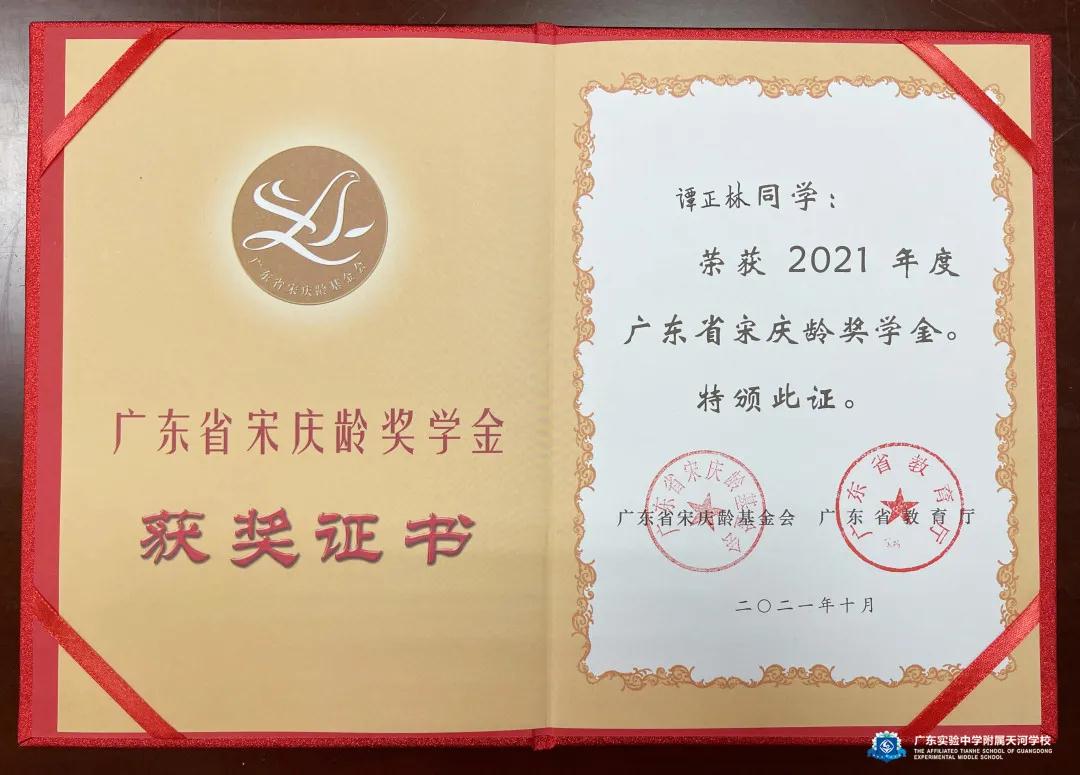 广东省宋庆龄基金会
广东省宋庆龄奖学金
获奖证书
谭正林同学：
荣获 2021 年度
广东省宋庆龄奖学金。
特颁此证。
广东省宋庆龄基金会
广东省教育厅
广东省宋庆龄基金会 广东省教育厅
二〇二一年十月
广东实验中学附属天河学校
THE AFFILIATED TIANHE SCHOOL OF GUANGDONG
EXPERIMENTAL MIDDLE SCHOOL